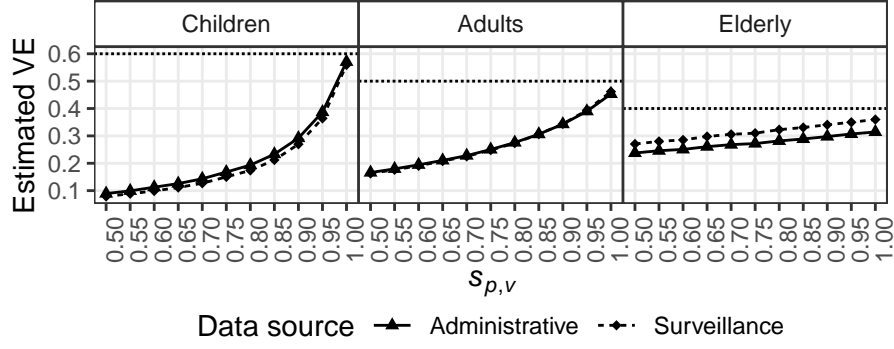 Children Adults Elderly
Estimated VE
0.6
0.5
0.4
0.3
0.2
0.1
0.50 0.55 0.60 0.65 0.70 0.75 0.80 0.85 0.90 0.95 1.00 0.50 0.55 0.60 0.65 0.70 0.75 0.80 0.85 0.90 0.95 1.00 0.50 0.55 0.60 0.65 0.70 0.75 0.80 0.85 0.90 0.95 1.00
s_{p,v}
Data source Administrative Surveillance